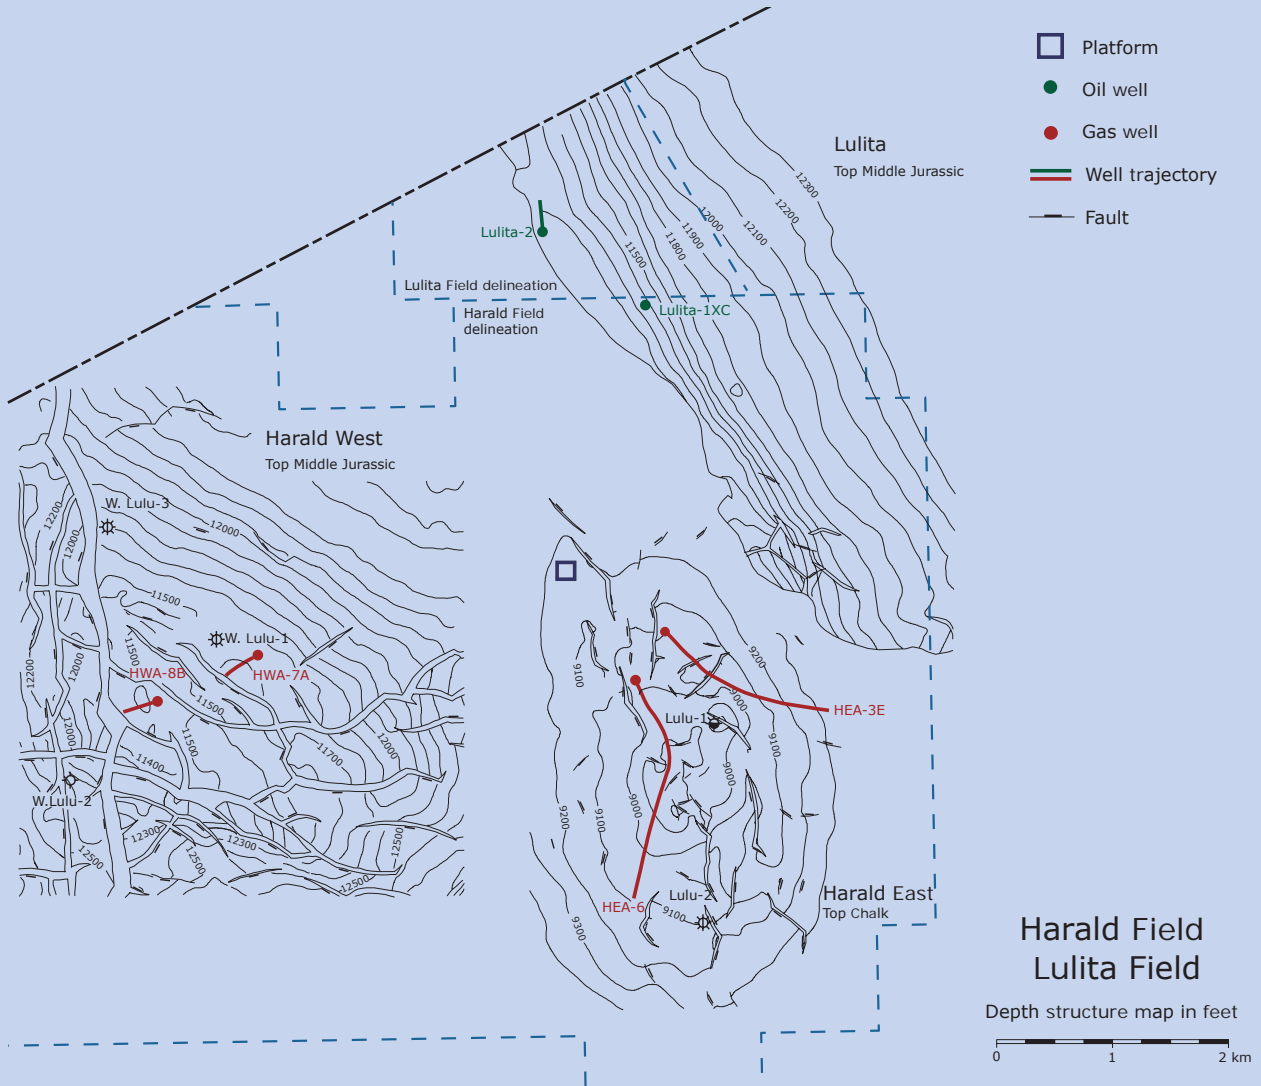 Platform
Oil well
Gas well
Well trajectory
Fault
Lulita
Top Middle Jurassic
12300
12200
12100
12000
11900
11800
11500
Lulita-2
Lulita Field delineation
Lulita-1XC
Harald Field
delineation
Harald West
Top Middle Jurassic
W. Lulu-3
12200
12000
12000
11500
W. Lulu-1
11500
HWA-8B
HWA-7A
12200
12000
11500
12000
11500
11700
12000
11400
W.Lulu-2
12300
12300
12500
12500
12500
12500
9200
9100
9000
HEA-3E
Lulu-1
9100
9000
9000
9100
9200
Lulu-2
HEA-6
9100
9300
Harald East
Top Chalk
Harald Field
Lulita Field
Depth structure map in feet
0 1 2 km